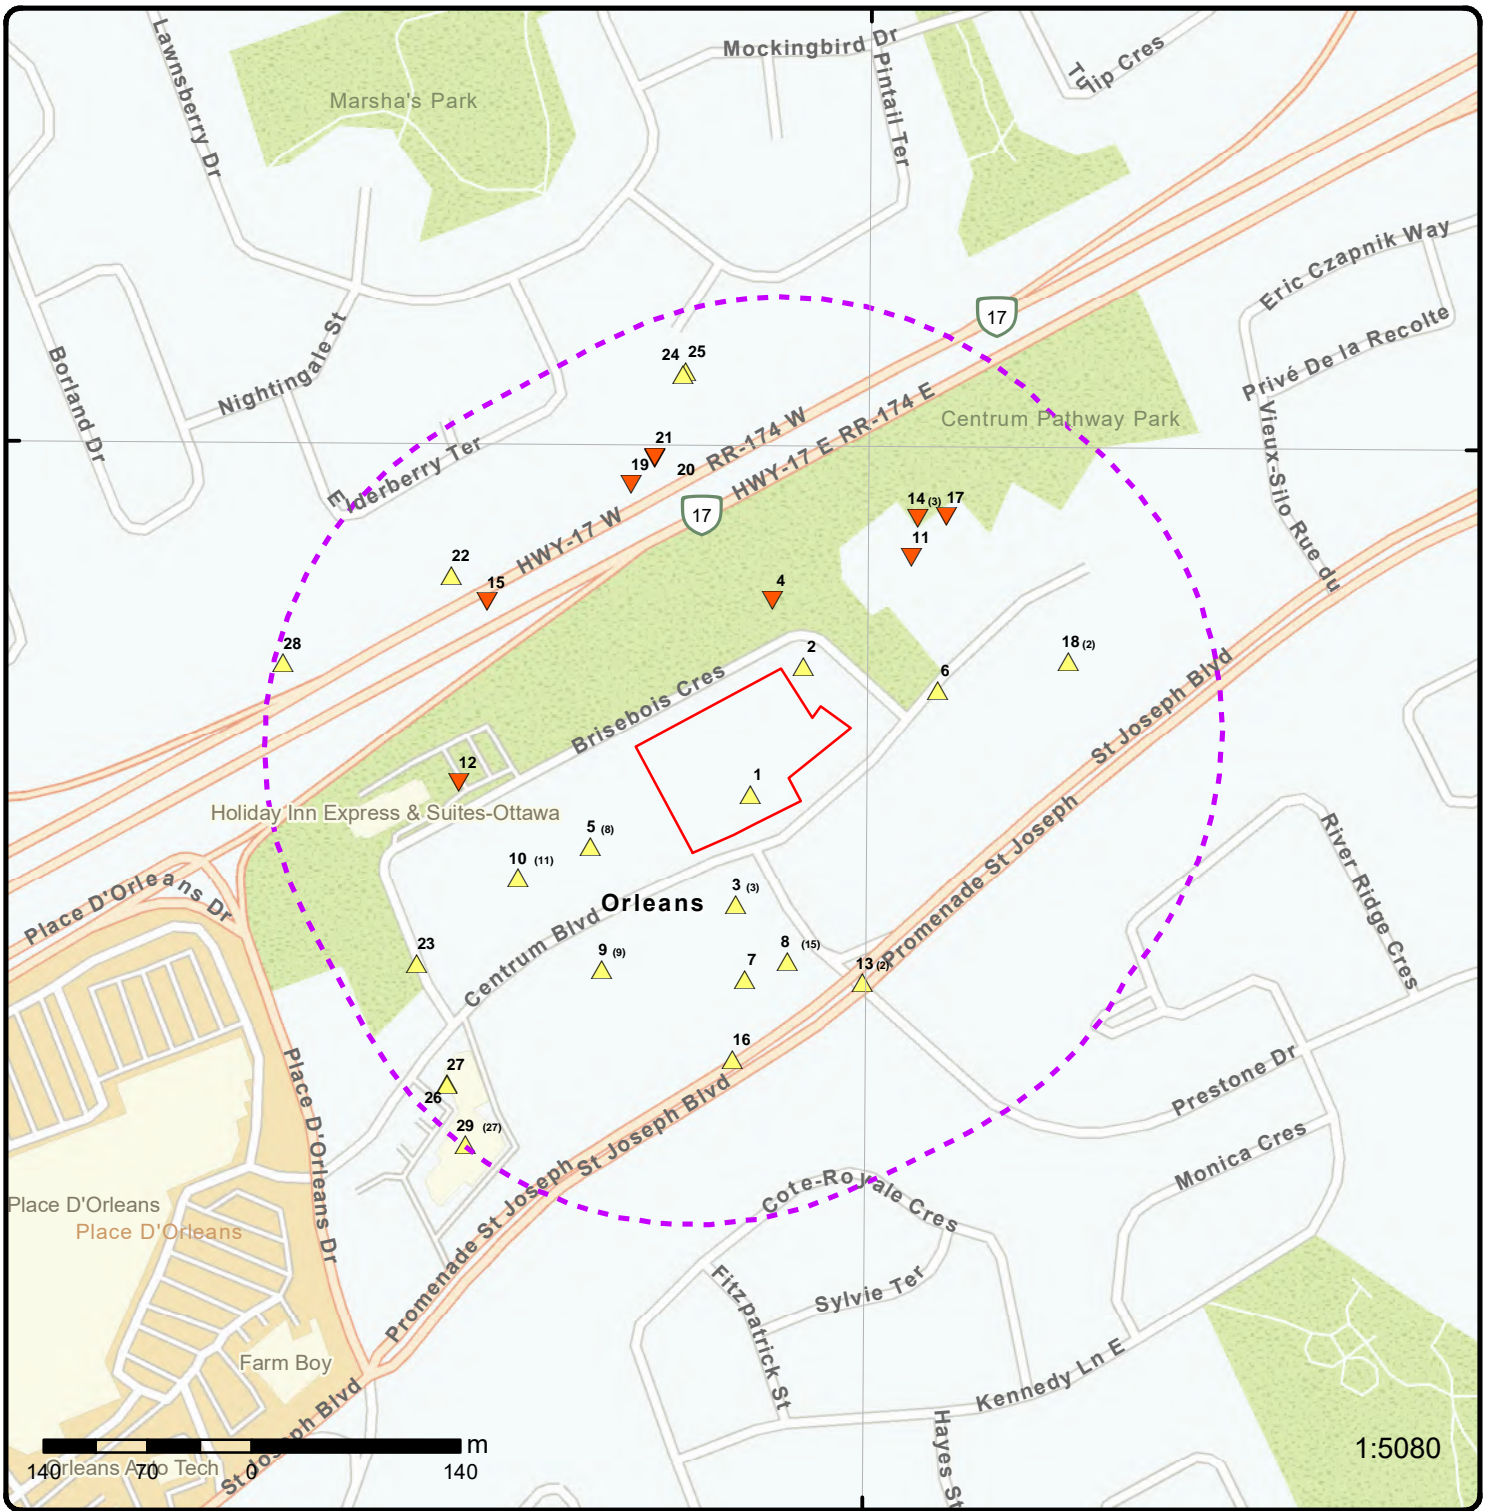 Lawnsberry Dr
Marsha's Park
Mockingbird Dr
Pintail Ter
Tulip Cres
Eric Czapnik Way
Privé De la Recolte
Vieux-Silo Rue du
17
Borland Dr
Nightingale St
Elderberry Ter
24 25
Centrum Pathway Park
RR-174 W
HWY-17 E RR-174 E
21
19 20
17
HWY-17 W
14 (3) 17
11
22
15
4
28
2
6
18 (2)
Brisebois Cres
St Joseph Blvd
12
Holiday Inn Express & Suites-Ottawa
1
5 (8)
10 (11)
Promenade St Joseph
River Ridge Cres
Place D'Orleans Dr
Orleans
3 (3)
Centrum Blvd
23
9 (9)
7
8 (15)
13 (2)
16
27
26
29 (27)
St Joseph Blvd
Promenade St Joseph
Place D'Orleans Dr
Prestone Dr
Monica Cres
Place D'Orleans
Place D'Orleans
Cote-Royale Cres
Sylvie Ter
Fitzpatrick St
Farm Boy
Kennedy Ln E
Hayes St
St Joseph Blvd
Orleans Auto Tech
140 70 0 140
m
1:5080